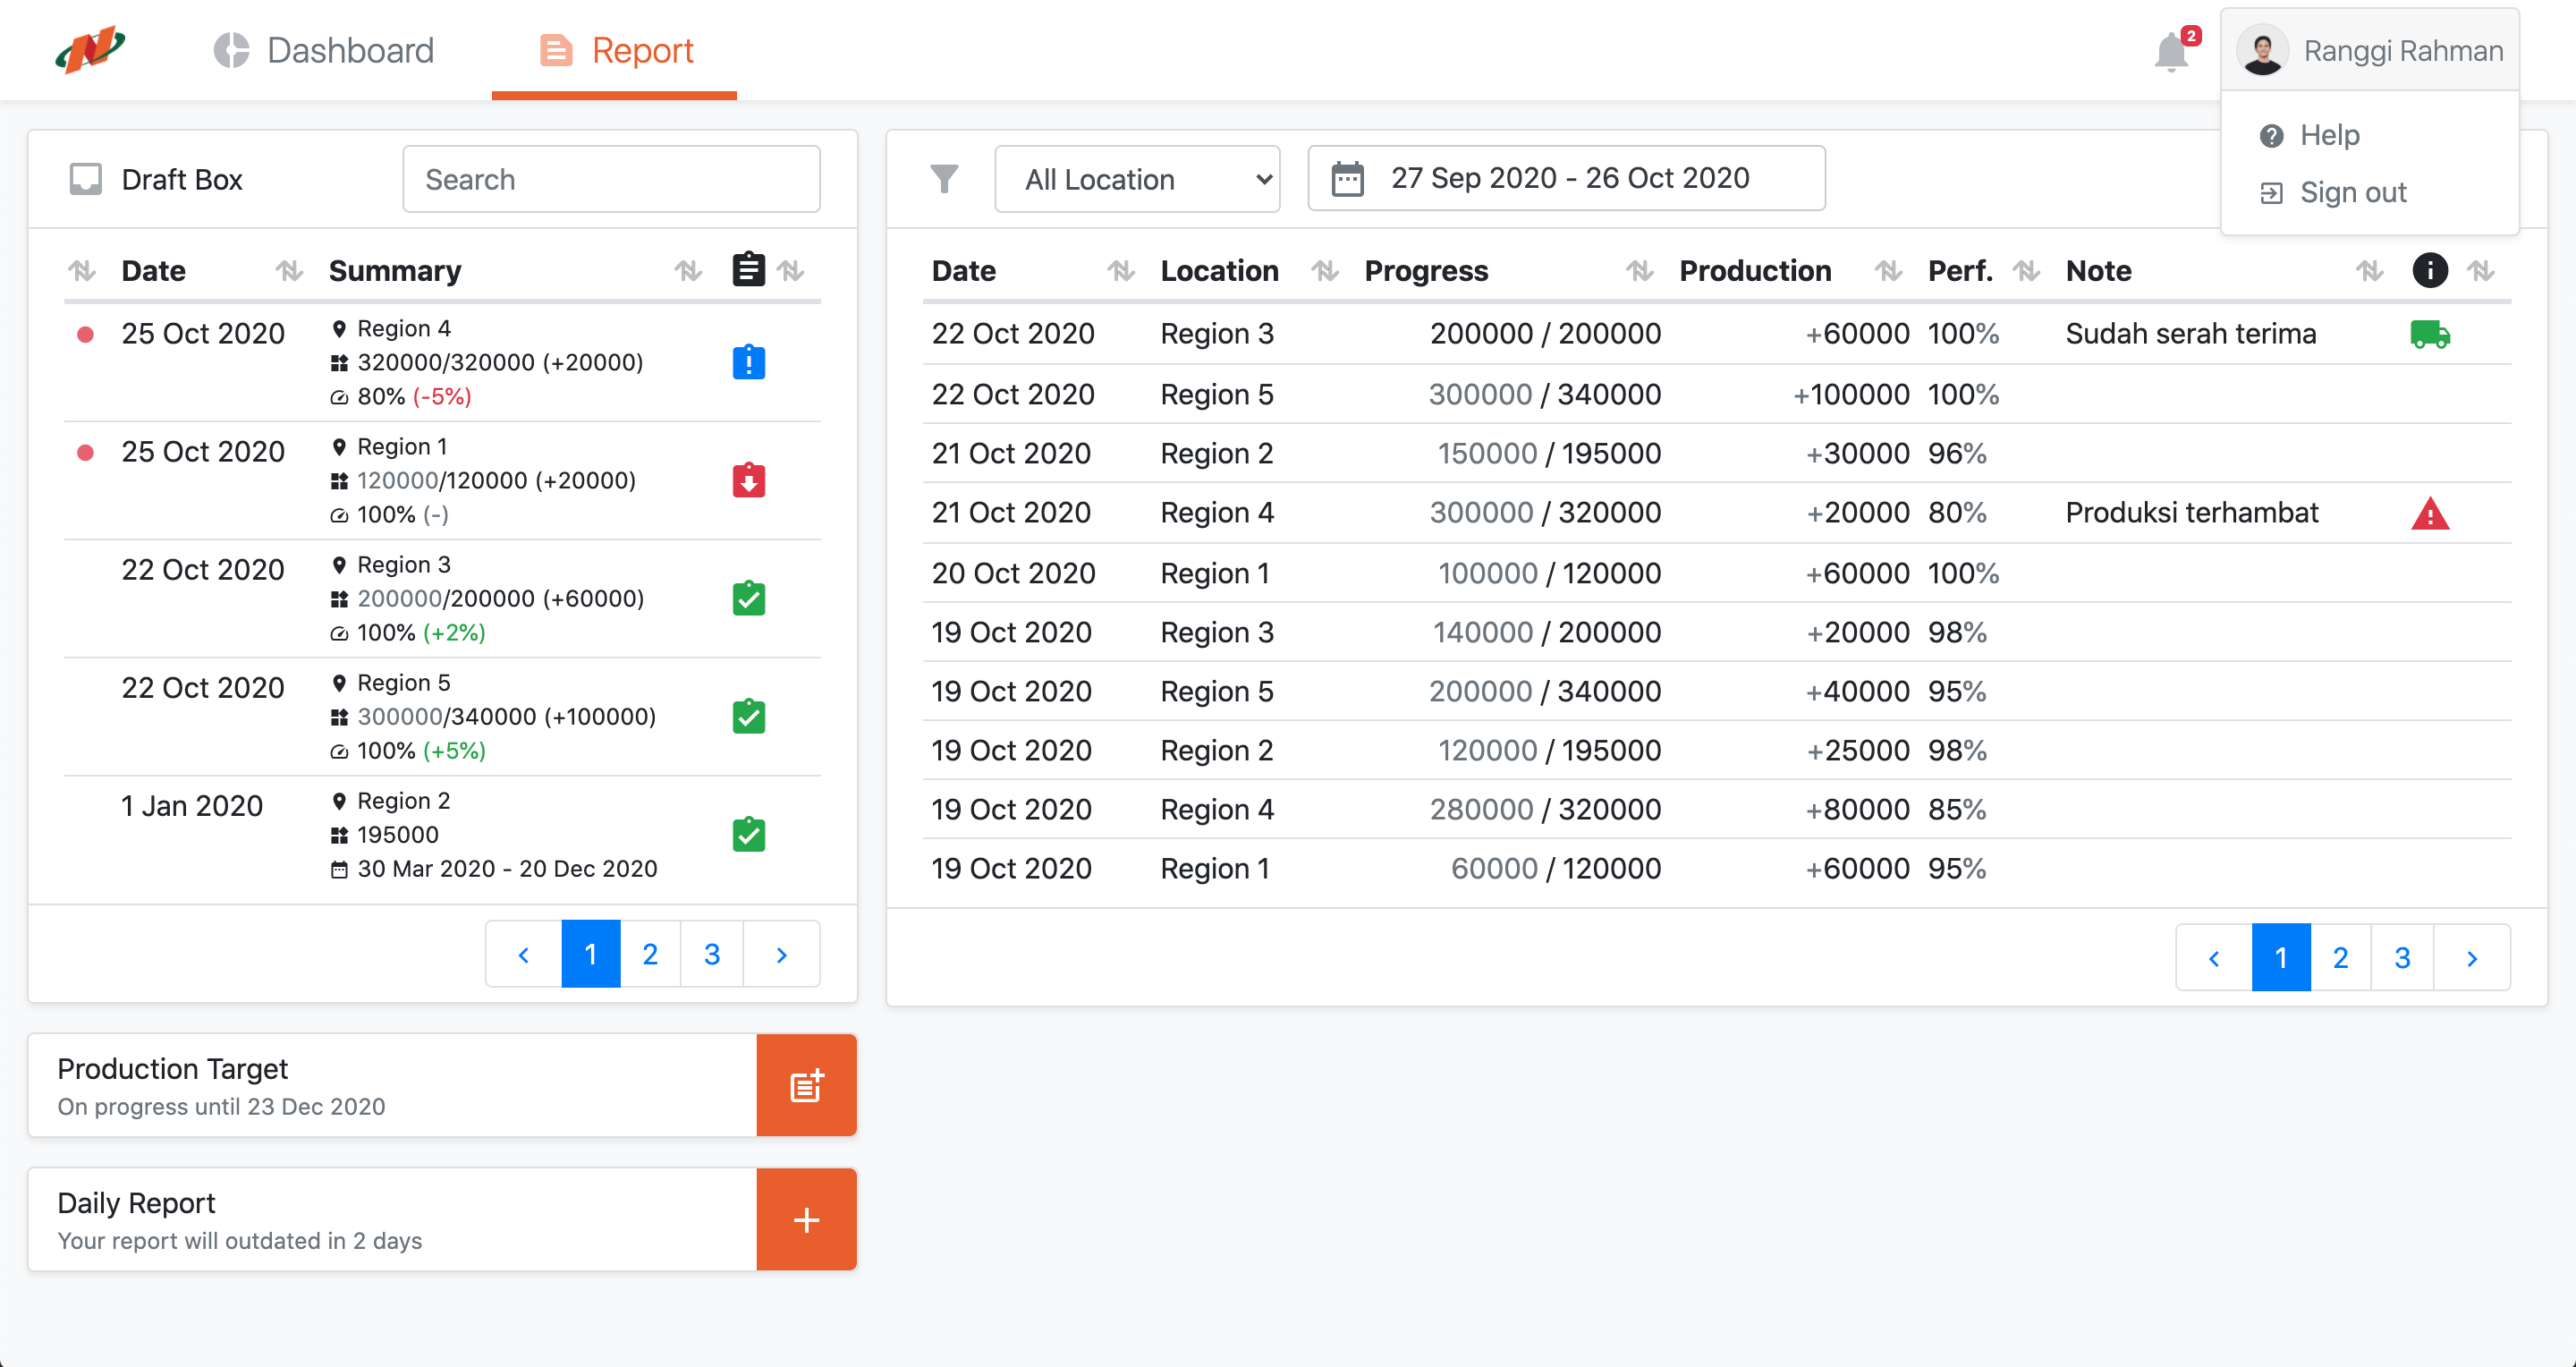 Dashboard
Report
2
Ranggi Rahman
Help
Sign out
Draft Box
Search
Date
Summary
25 Oct 2020
Region 4
320000/320000 (+20000)
80% (-5%)
25 Oct 2020
Region 1
120000/120000 (+20000)
100% (-)
22 Oct 2020
Region 3
200000/200000 (+60000)
100% (+2%)
22 Oct 2020
Region 5
300000/340000 (+100000)
100% (+5%)
1 Jan 2020
Region 2
195000
30 Mar 2020 - 20 Dec 2020
‹ 1 2 3 ›
Production Target
On progress until 23 Dec 2020
Daily Report
Your report will outdated in 2 days
All Location
27 Sep 2020 - 26 Oct 2020
Date Location Progress Production Perf. Note
22 Oct 2020 Region 3 200000 / 200000 +60000 100% Sudah serah terima
22 Oct 2020 Region 5 300000 / 340000 +100000 100%
21 Oct 2020 Region 2 150000 / 195000 +30000 96%
21 Oct 2020 Region 4 300000 / 320000 +20000 80% Produksi terhambat
20 Oct 2020 Region 1 100000 / 120000 +60000 100%
19 Oct 2020 Region 3 140000 / 200000 +20000 98%
19 Oct 2020 Region 5 200000 / 340000 +40000 95%
19 Oct 2020 Region 2 120000 / 195000 +25000 98%
19 Oct 2020 Region 4 280000 / 320000 +80000 85%
19 Oct 2020 Region 1 60000 / 120000 +60000 95%
‹ 1 2 3 ›